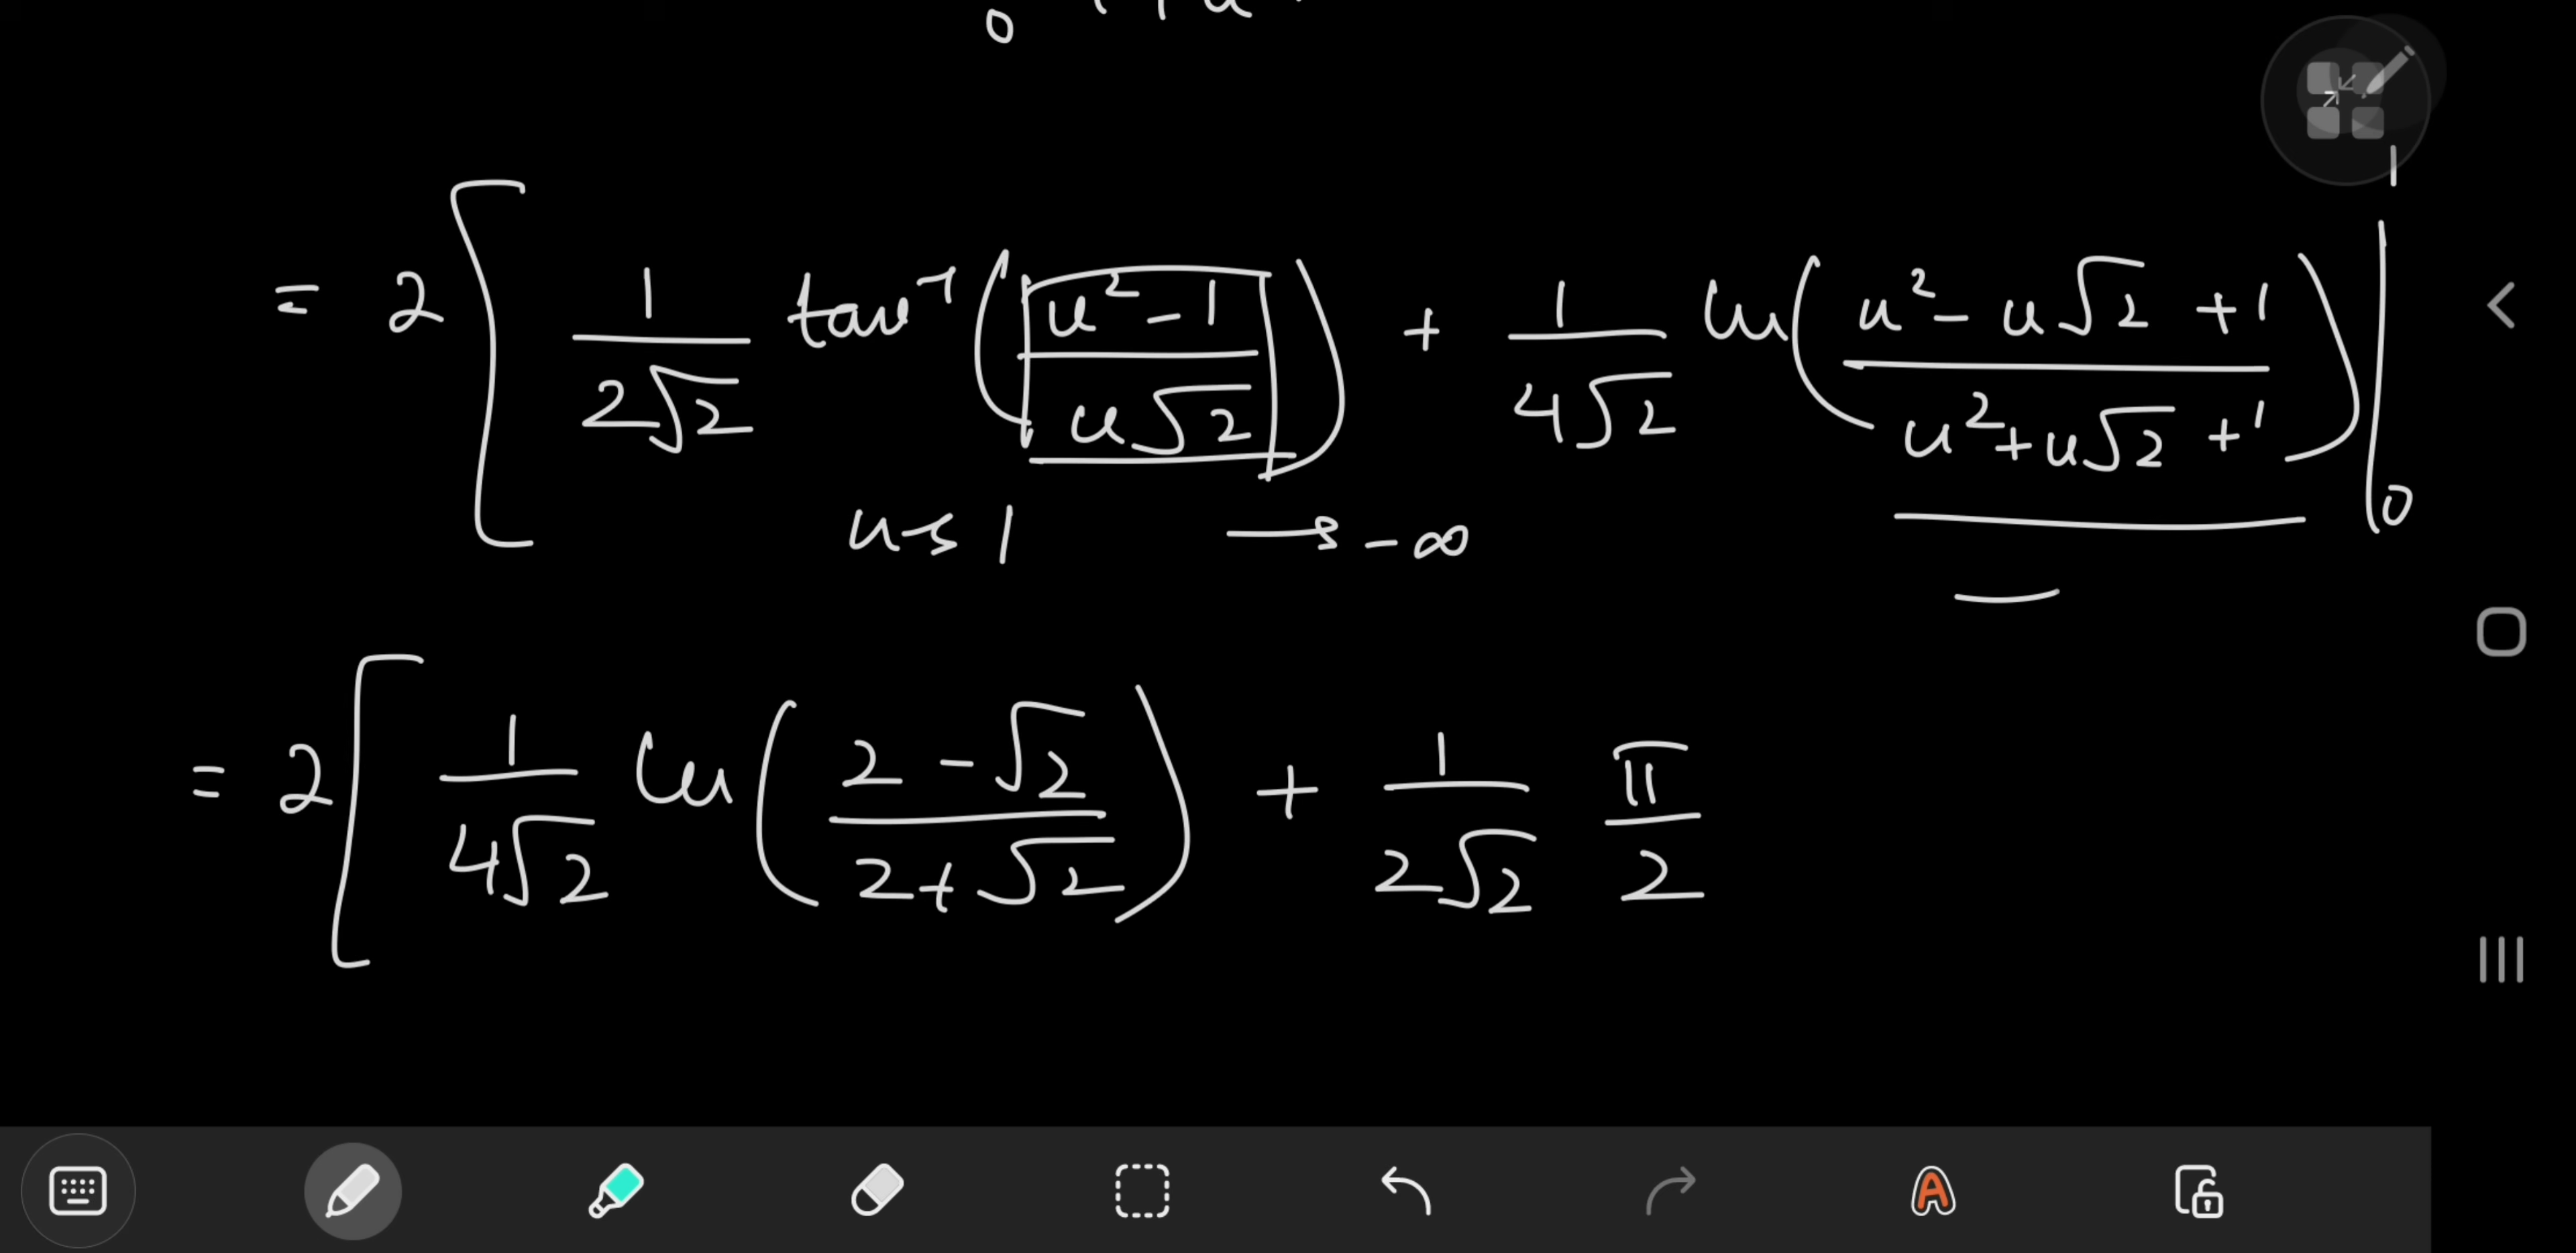 0
= 2 [ 1/(2√2) tan⁻¹( (u² - 1)/(u√2) ) + 1/(4√2) ln( (u² - u√2 + 1)/(u² + u√2 + 1) ) |₀¹
u→1 → -∞
= 2 [ 1/(4√2) ln( (2 - √2)/(2 + √2) ) + 1/(2√2) π/2
A